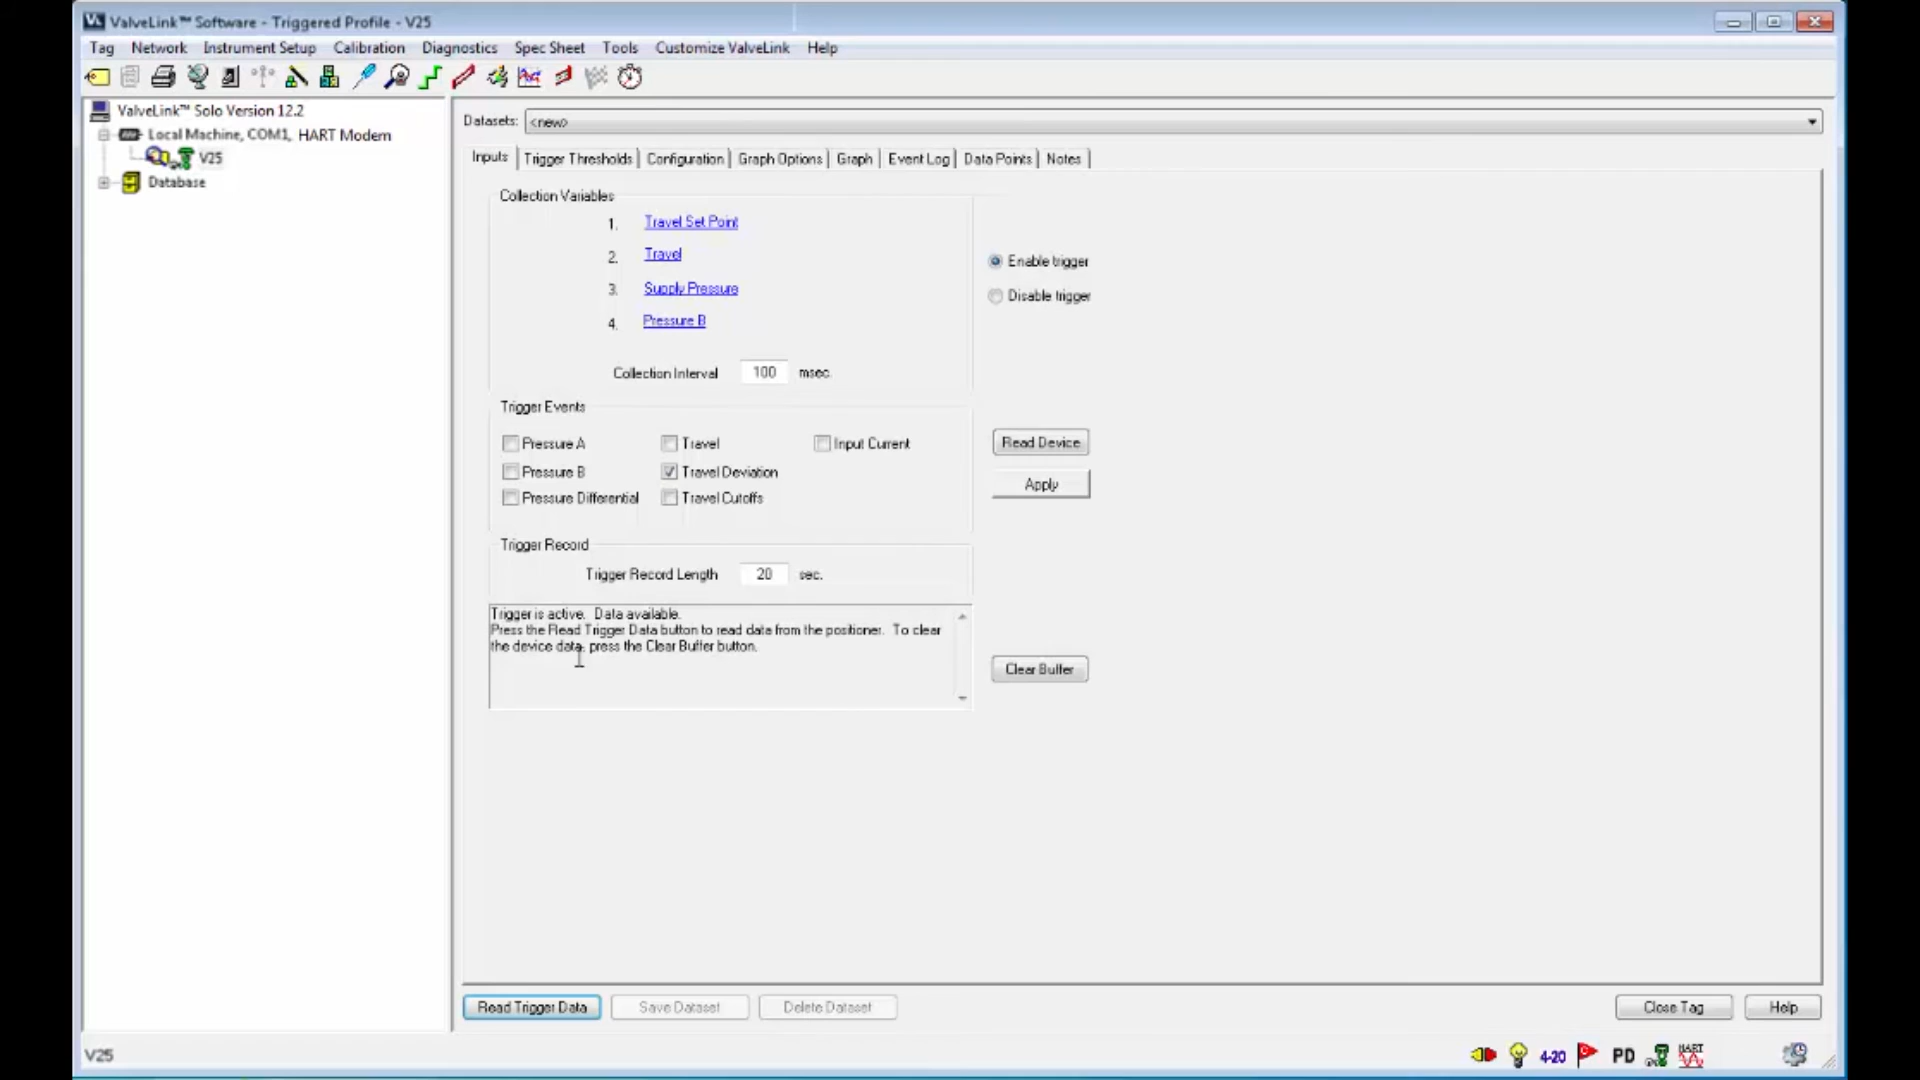 ValveLink™ Software - Triggered Profile - V25
Tag Network Instrument Setup Calibration Diagnostics Spec Sheet Tools Customize ValveLink Help
ValveLink™ Solo Version 12.2
Local Machine, COM1, HART Modem
V25
Database
Datasets: <new>
Inputs Trigger Thresholds Configuration Graph Options Graph Event Log Data Points Notes
Collection Variables
1. Travel Set Point
2. Travel
3. Supply Pressure
4. Pressure B
Collection Interval 100 msec.
Enable trigger
Disable trigger
Trigger Events
Pressure A Travel Input Current
Pressure B Travel Deviation
Pressure Differential Travel Cutoffs
Read Device
Apply
Trigger Record
Trigger Record Length 20 sec.
Trigger is active. Data available.
Press the Read Trigger Data button to read data from the positioner. To clear
the device data, press the Clear Buffer button.
Clear Buffer
Read Trigger Data Save Dataset Delete Dataset Close Tag Help
V25
4-20 PD HART